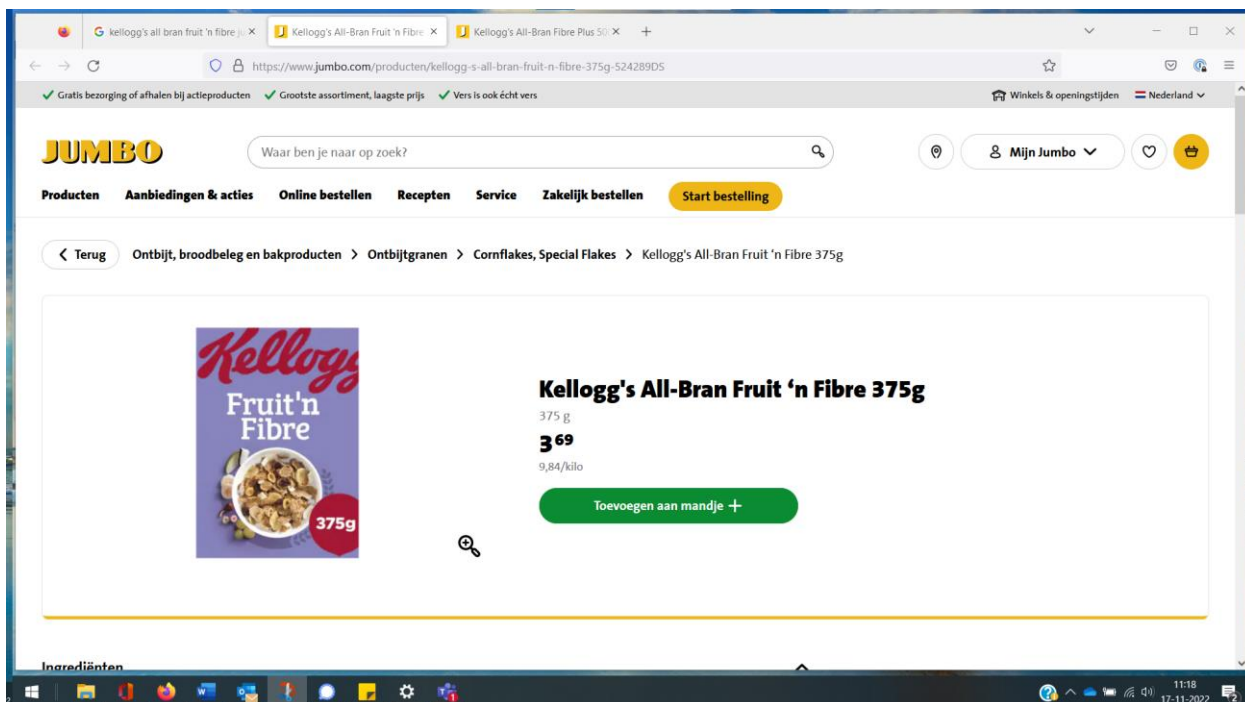 kellogg's all bran fruit 'n fibre ju
Kellogg's All-Bran Fruit 'n Fibre
Kellogg's All-Bran Fibre Plus 50
https://www.jumbo.com/producten/kellogg-s-all-bran-fruit-n-fibre-375g-524289DS
Gratis bezorging of afhalen bij actieproducten Grootste assortiment, laagste prijs Vers is ook écht vers Winkels & openingstijden Nederland
JUMBO Waar ben je naar op zoek? Mijn Jumbo
Producten Aanbiedingen & acties Online bestellen Recepten Service Zakelijk bestellen Start bestelling
Terug Ontbijt, broodbeleg en bakproducten > Ontbijtgranen > Cornflakes, Special Flakes > Kellogg's All-Bran Fruit 'n Fibre 375g
Kellogg
Fruit'n
Fibre
375g
Kellogg's All-Bran Fruit ‘n Fibre 375g
375 g
3 69
9,84/kilo
Toevoegen aan mandje +
Ingrediënten
11:18
17-11-2022